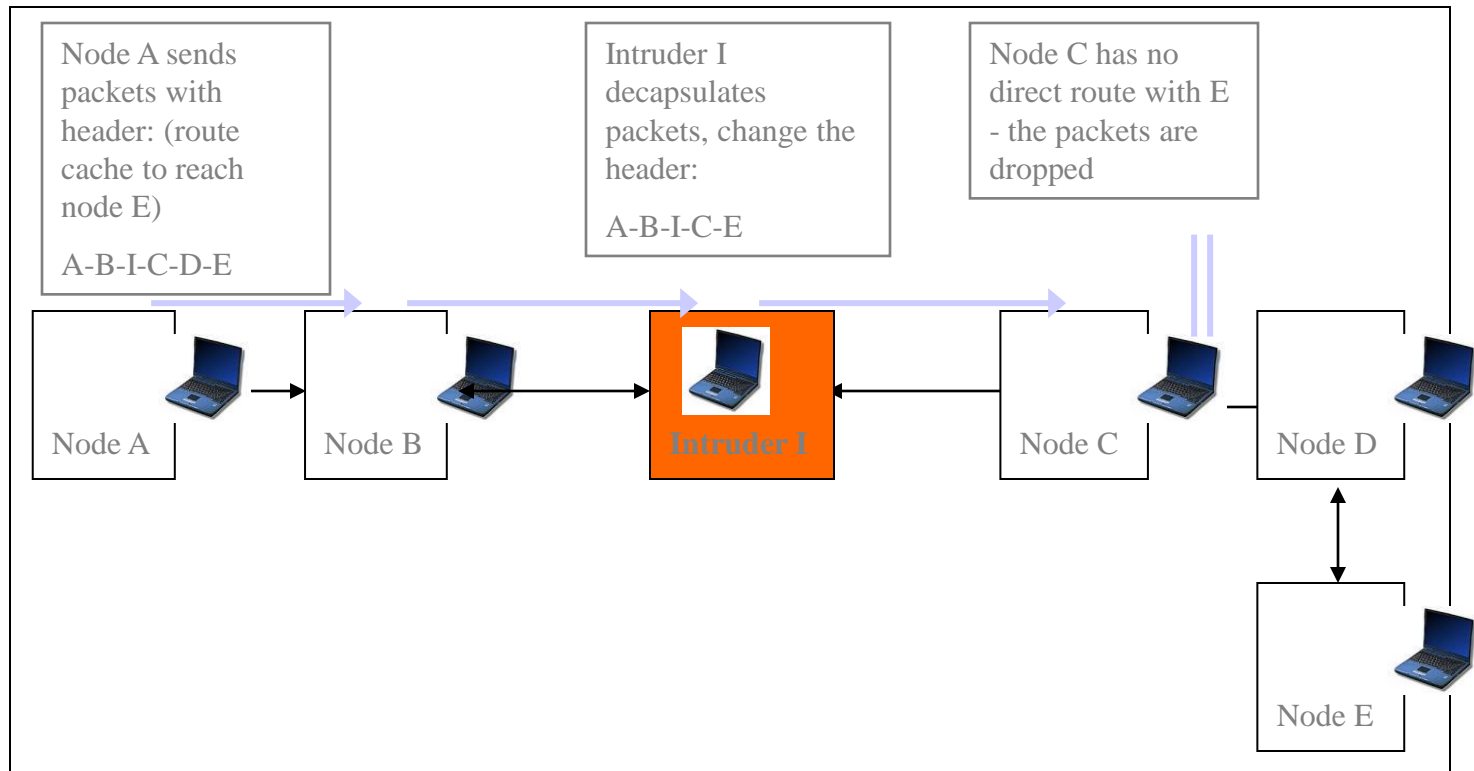 Node A sends
packets with
header: (route
cache to reach
node E)
A-B-I-C-D-E
Intruder I
decapsulates
packets, change the
header:
A-B-I-C-E
Node C has no
direct route with E
- the packets are
dropped
Node A
Node B
Intruder I
Node C
Node D
Node E